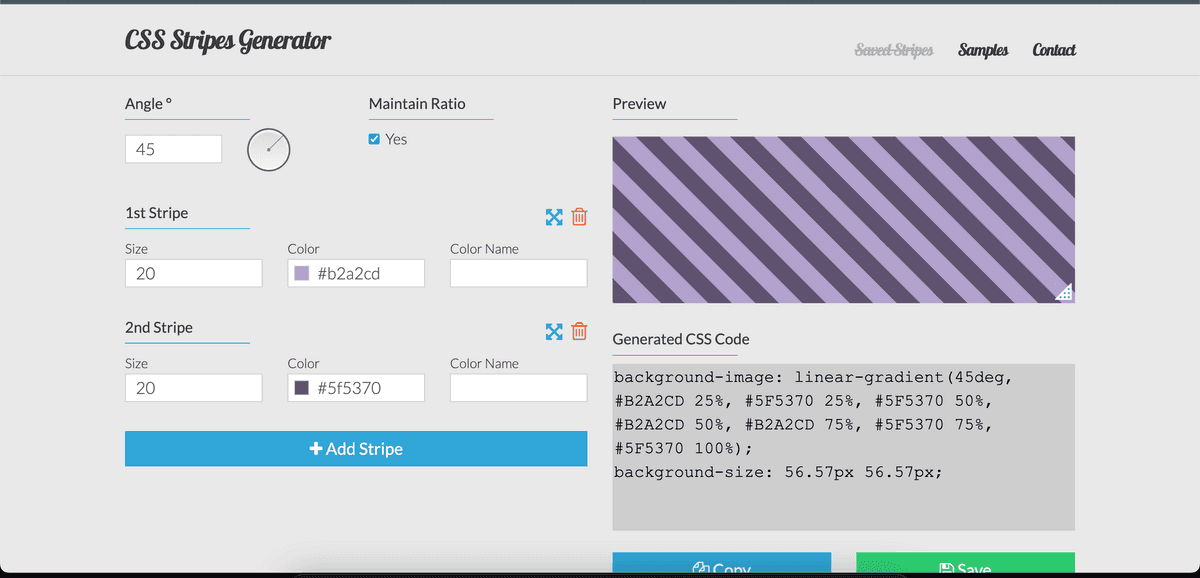 CSS Stripes Generator
Saved Stripes Samples Contact
Angle °
45
Maintain Ratio
Yes
1st Stripe
Size Color Color Name
20 #b2a2cd
2nd Stripe
Size Color Color Name
20 #5f5370
Add Stripe
Preview
Generated CSS Code
background-image: linear-gradient(45deg,
#B2A2CD 25%, #5F5370 25%, #5F5370 50%,
#B2A2CD 50%, #B2A2CD 75%, #5F5370 75%,
#5F5370 100%);
background-size: 56.57px 56.57px;
Copy Save